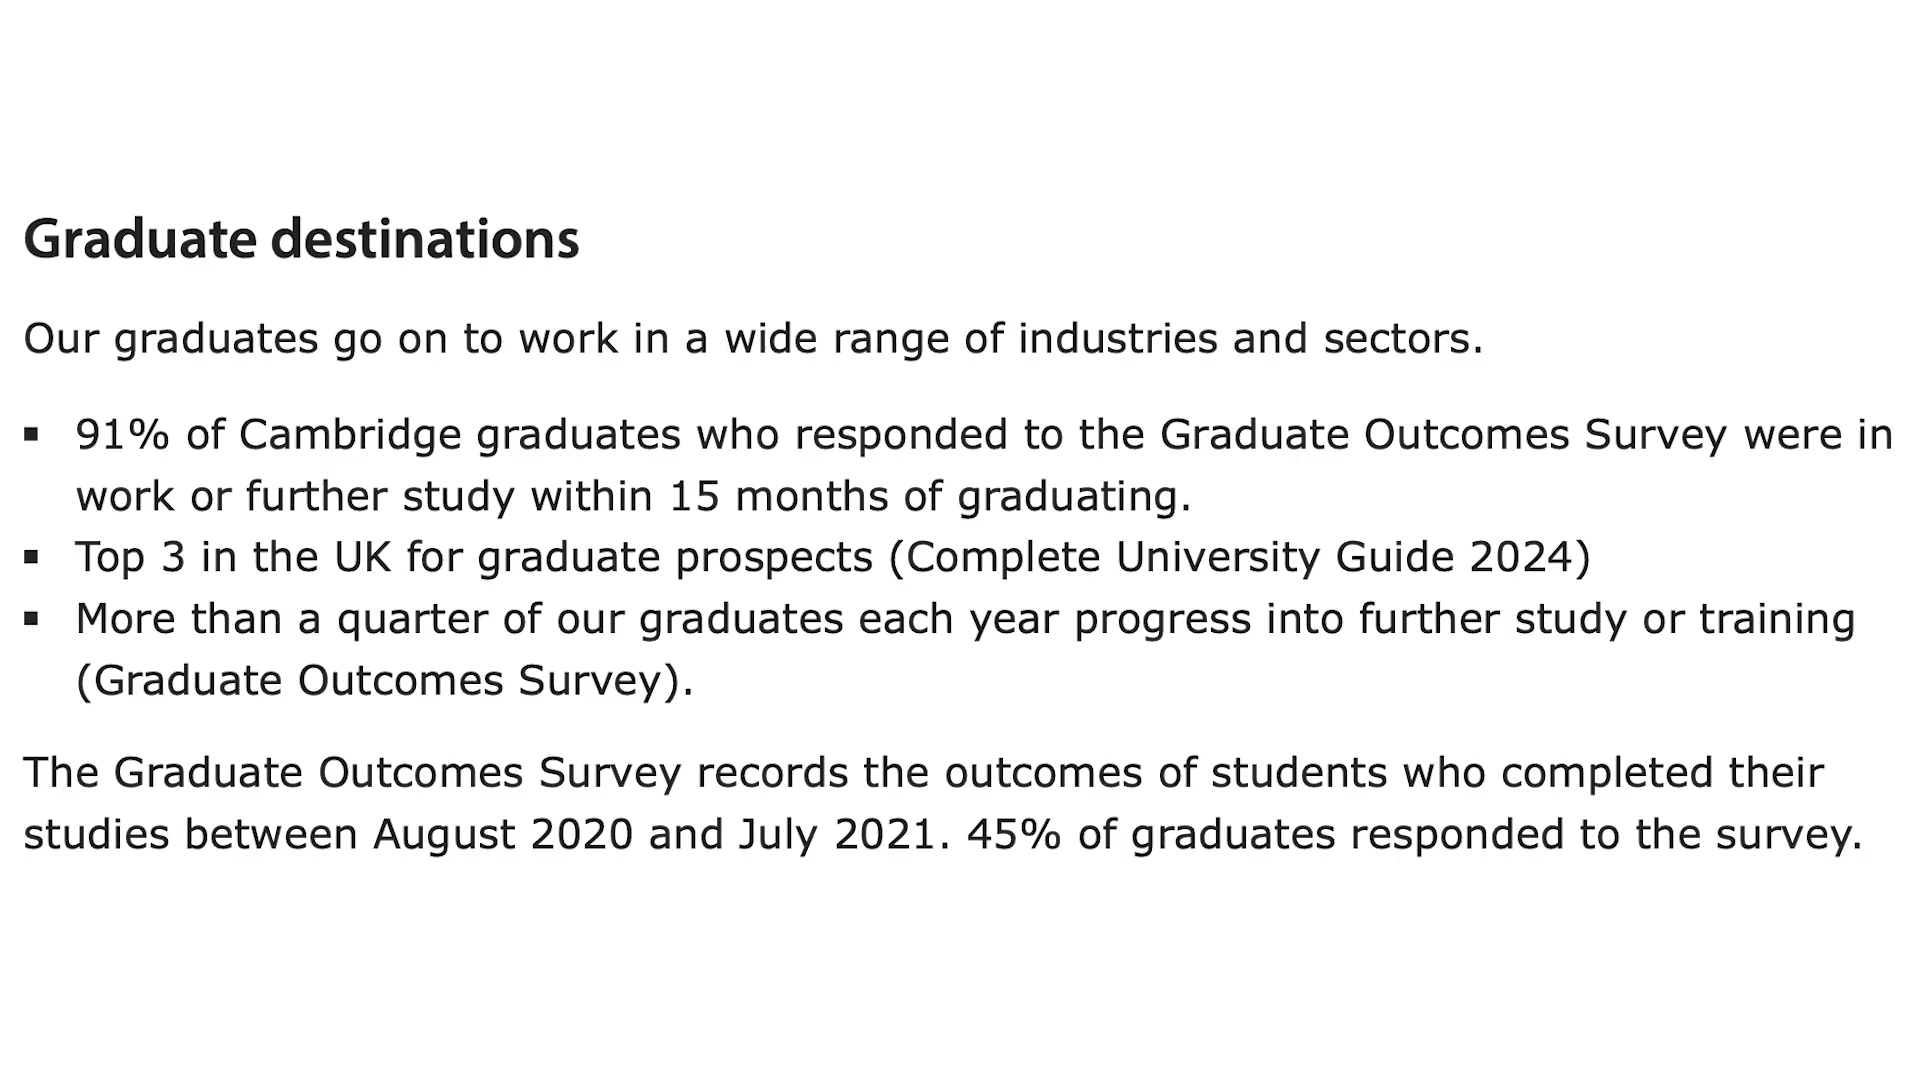 Graduate destinations
Our graduates go on to work in a wide range of industries and sectors.
▪ 91% of Cambridge graduates who responded to the Graduate Outcomes Survey were in
work or further study within 15 months of graduating.
▪ Top 3 in the UK for graduate prospects (Complete University Guide 2024)
▪ More than a quarter of our graduates each year progress into further study or training
(Graduate Outcomes Survey).
The Graduate Outcomes Survey records the outcomes of students who completed their
studies between August 2020 and July 2021. 45% of graduates responded to the survey.